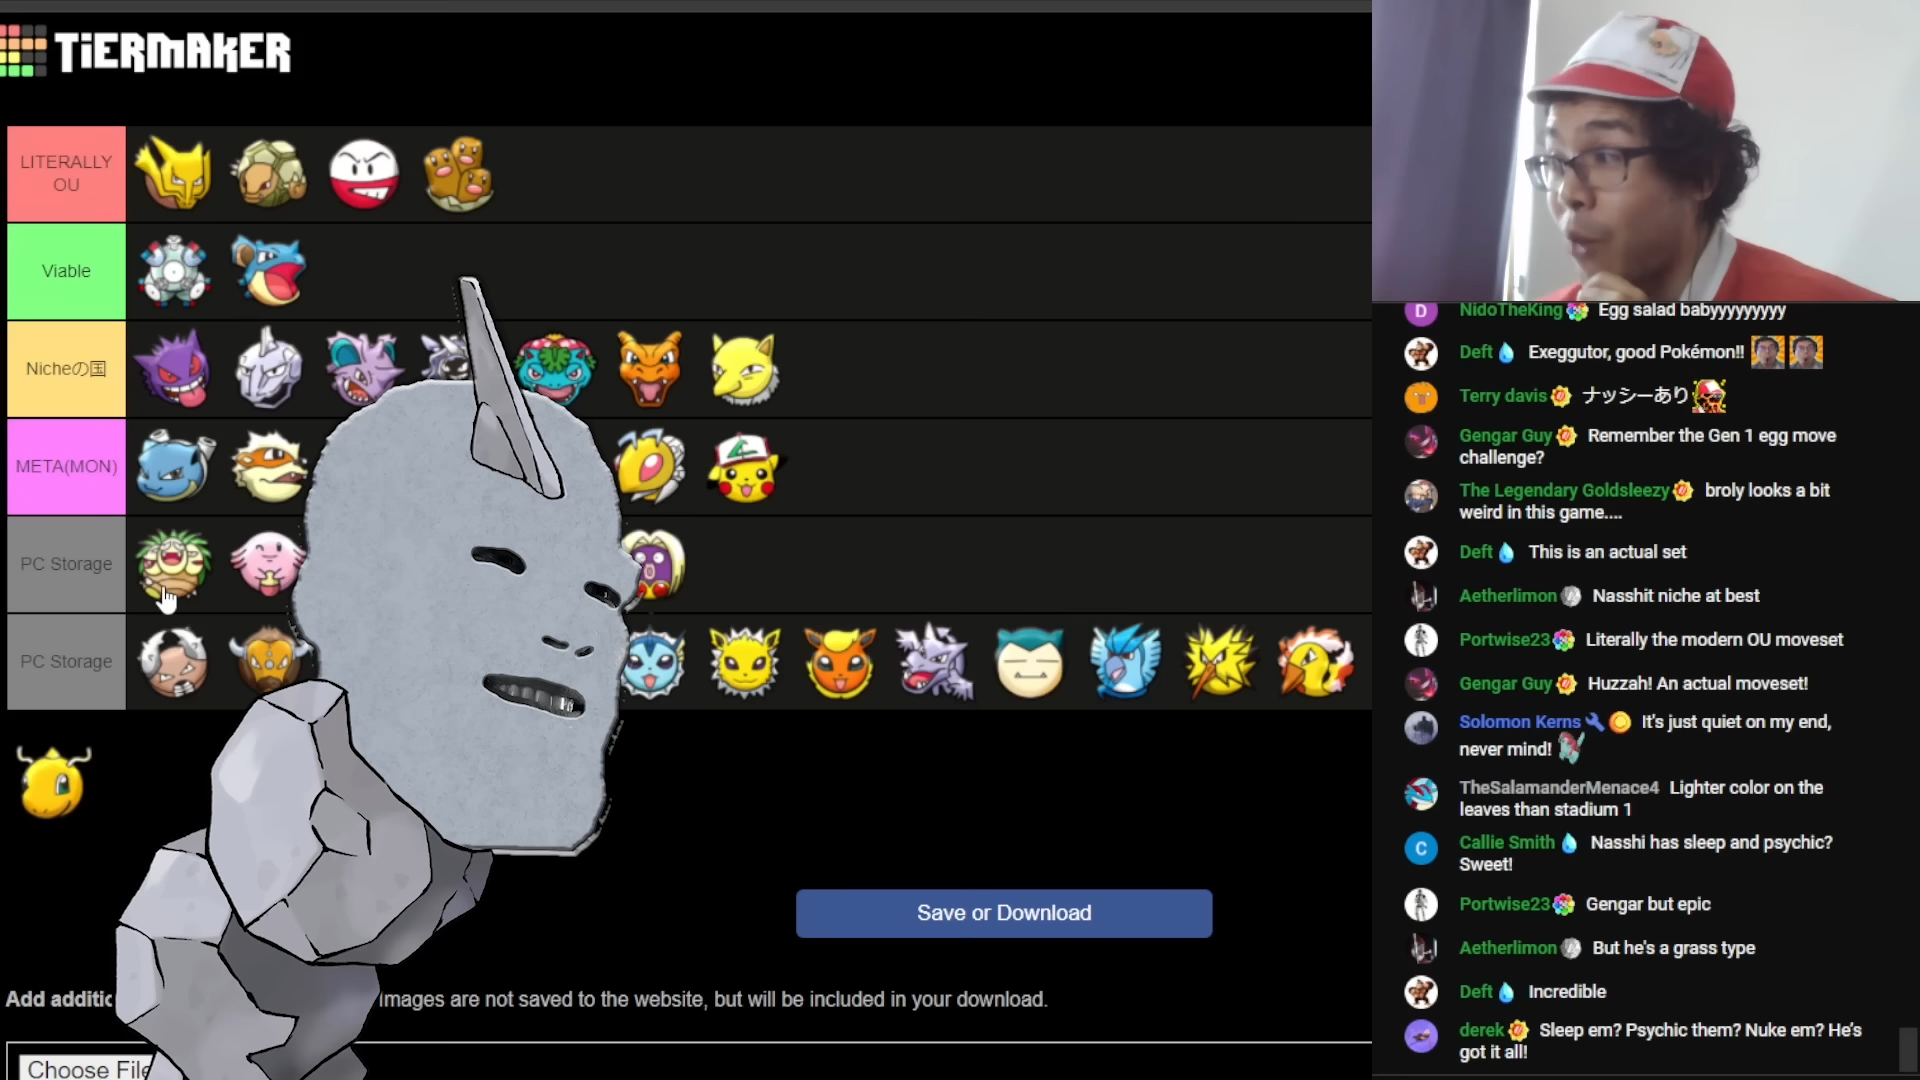 TiERMAKER
LITERALLY
OU
Viable
Nicheの国
META(MON)
PC Storage
PC Storage
Save or Download
Add additic
Images are not saved to the website, but will be included in your download.
Choose File
D
NidoTheKing Egg salad babyyyyyyyyy
Deft Exeggutor, good Pokémon!!
Terry davis ナッシーあり
Gengar Guy Remember the Gen 1 egg move
challenge?
The Legendary Goldsleezy broly looks a bit
weird in this game....
Deft This is an actual set
Aetherlimon Nasshit niche at best
Portwise23 Literally the modern OU moveset
Gengar Guy Huzzah! An actual moveset!
Solomon Kerns It's just quiet on my end,
never mind!
TheSalamanderMenace4 Lighter color on the
leaves than stadium 1
C
Callie Smith Nasshi has sleep and psychic?
Sweet!
Portwise23 Gengar but epic
Aetherlimon But he's a grass type
Deft Incredible
derek Sleep em? Psychic them? Nuke em? He's
got it all!